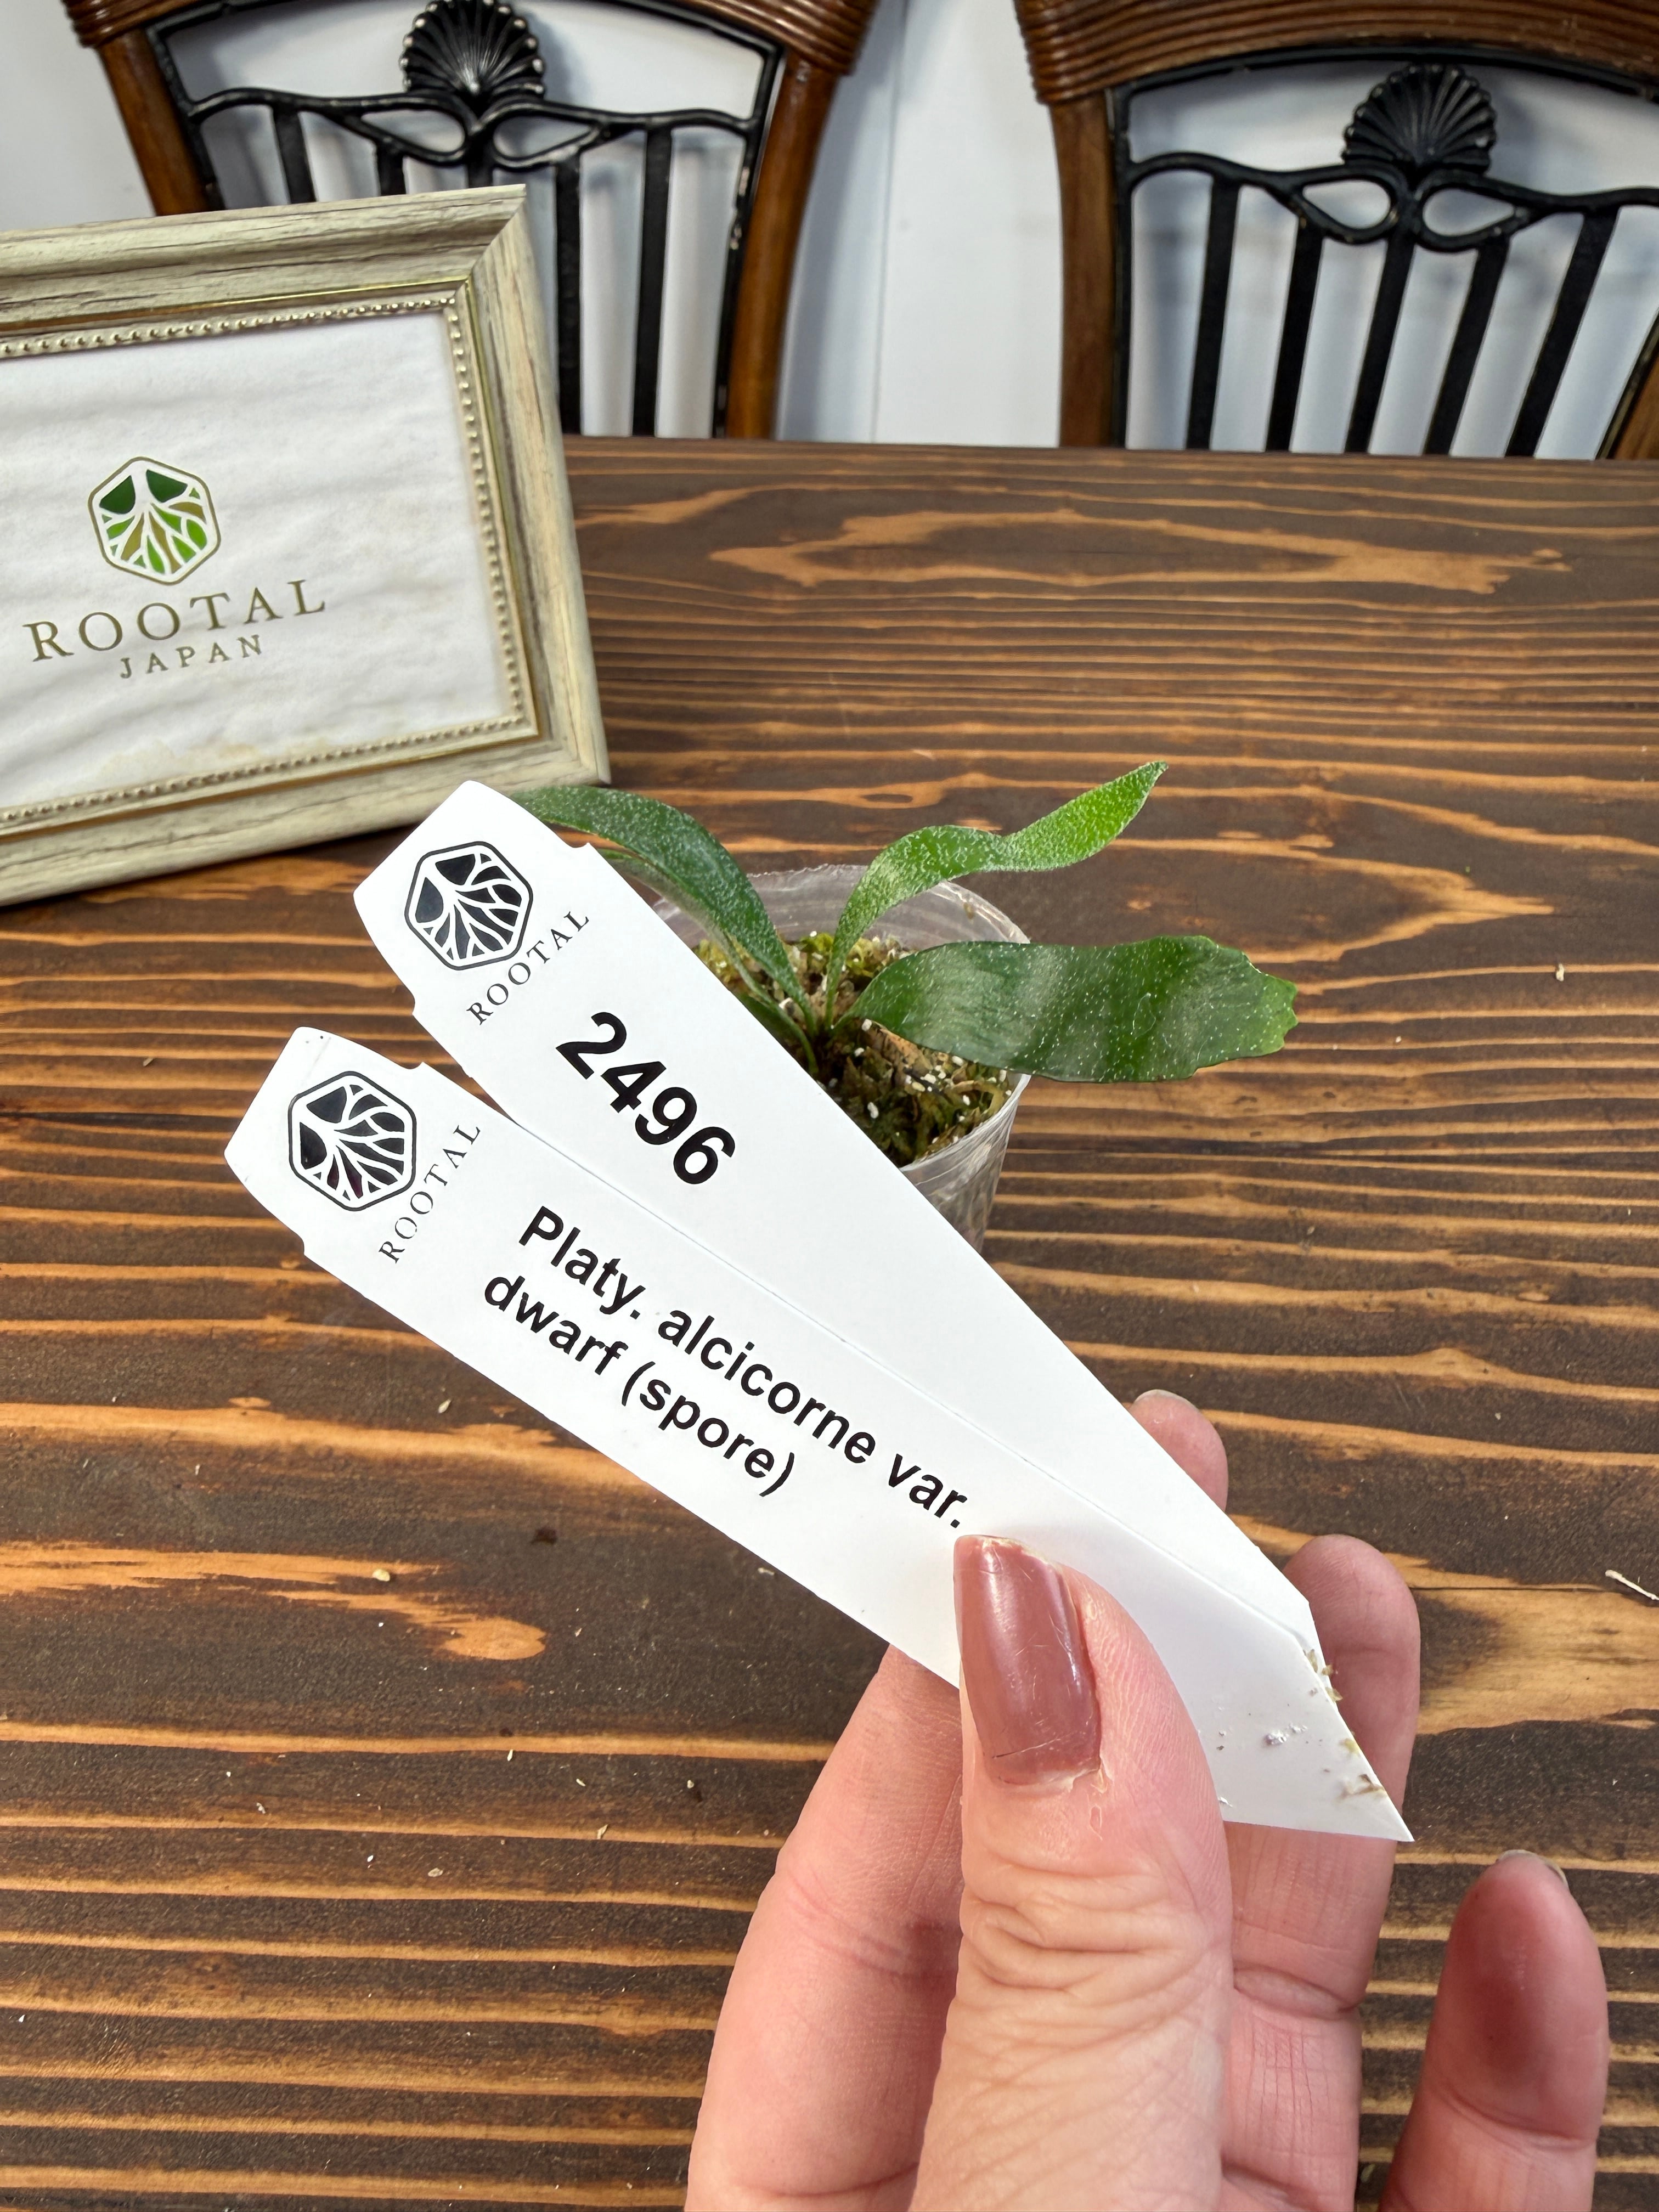 ROOTAL
JAPAN
ROOTAL
2496
ROOTAL
Platy. alcicorne var.
dwarf (spore)